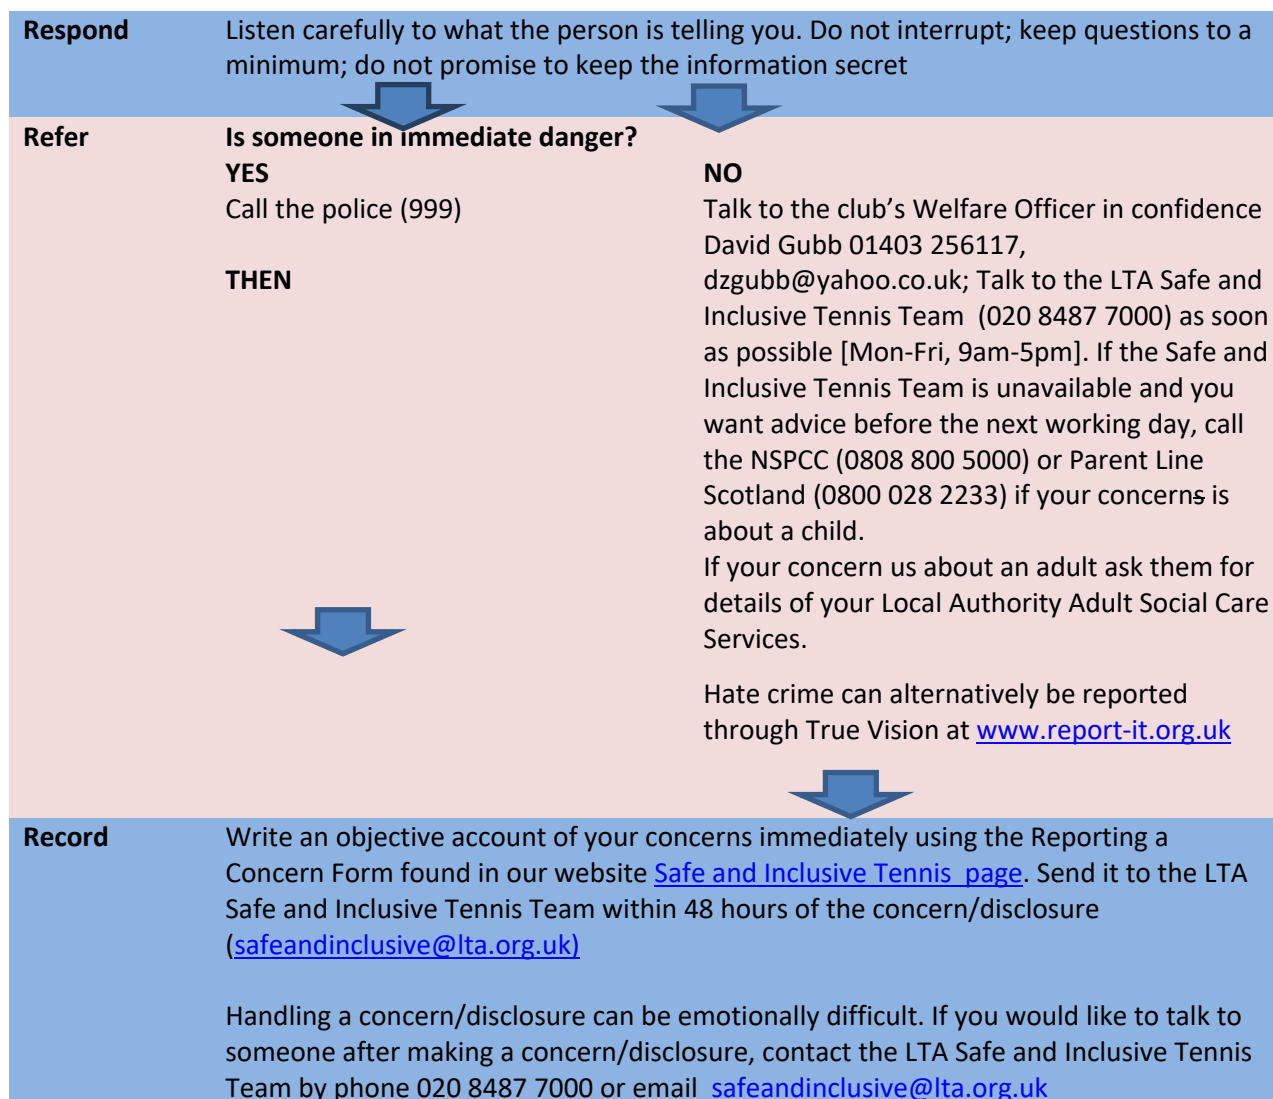 Respond
Listen carefully to what the person is telling you. Do not interrupt; keep questions to a
minimum; do not promise to keep the information secret
Refer
Is someone in immediate danger?
YES
Call the police (999)
THEN
NO
Talk to the club’s Welfare Officer in confidence
David Gubb 01403 256117,
dzgubb@yahoo.co.uk; Talk to the LTA Safe and
Inclusive Tennis Team (020 8487 7000) as soon
as possible [Mon-Fri, 9am-5pm]. If the Safe and
Inclusive Tennis Team is unavailable and you
want advice before the next working day, call
the NSPCC (0808 800 5000) or Parent Line
Scotland (0800 028 2233) if your concerns is
about a child.
If your concern us about an adult ask them for
details of your Local Authority Adult Social Care
Services.
Hate crime can alternatively be reported
through True Vision at www.report-it.org.uk
Record
Write an objective account of your concerns immediately using the Reporting a
Concern Form found in our website Safe and Inclusive Tennis page. Send it to the LTA
Safe and Inclusive Tennis Team within 48 hours of the concern/disclosure
(safeandinclusive@lta.org.uk)
Handling a concern/disclosure can be emotionally difficult. If you would like to talk to
someone after making a concern/disclosure, contact the LTA Safe and Inclusive Tennis
Team by phone 020 8487 7000 or email safeandinclusive@lta.org.uk